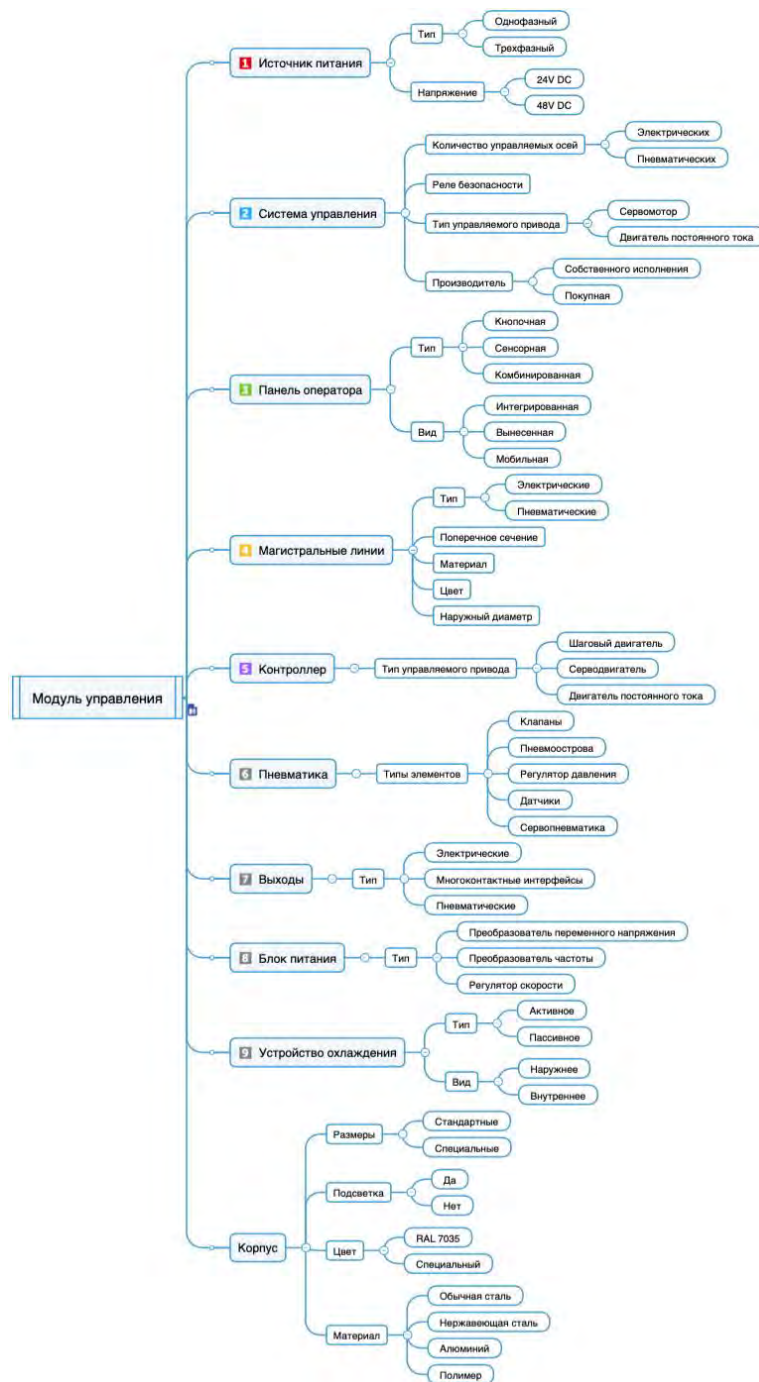 Модуль управления
1 Источник питания
Тип
Однофазный
Трехфазный
Напряжение
24V DC
48V DC
2 Система управления
Количество управляемых осей
Электрических
Пневматических
Реле безопасности
Тип управляемого привода
Сервомотор
Двигатель постоянного тока
Производитель
Собственного исполнения
Покупная
3 Панель оператора
Тип
Кнопочная
Сенсорная
Комбинированная
Вид
Интегрированная
Вынесенная
Мобильная
4 Магистральные линии
Тип
Электрические
Пневматические
Поперечное сечение
Материал
Цвет
Наружный диаметр
5 Контроллер
Тип управляемого привода
Шаговый двигатель
Серводвигатель
Двигатель постоянного тока
6 Пневматика
Типы элементов
Клапаны
Пневмоострова
Регулятор давления
Датчики
Сервопневматика
7 Выходы
Тип
Электрические
Многоконтактные интерфейсы
Пневматические
8 Блок питания
Тип
Преобразователь переменного напряжения
Преобразователь частоты
Регулятор скорости
9 Устройство охлаждения
Тип
Активное
Пассивное
Вид
Наружнее
Внутреннее
Корпус
Размеры
Стандартные
Специальные
Подсветка
Да
Нет
Цвет
RAL 7035
Специальный
Материал
Обычная сталь
Нержавеющая сталь
Алюминий
Полимер